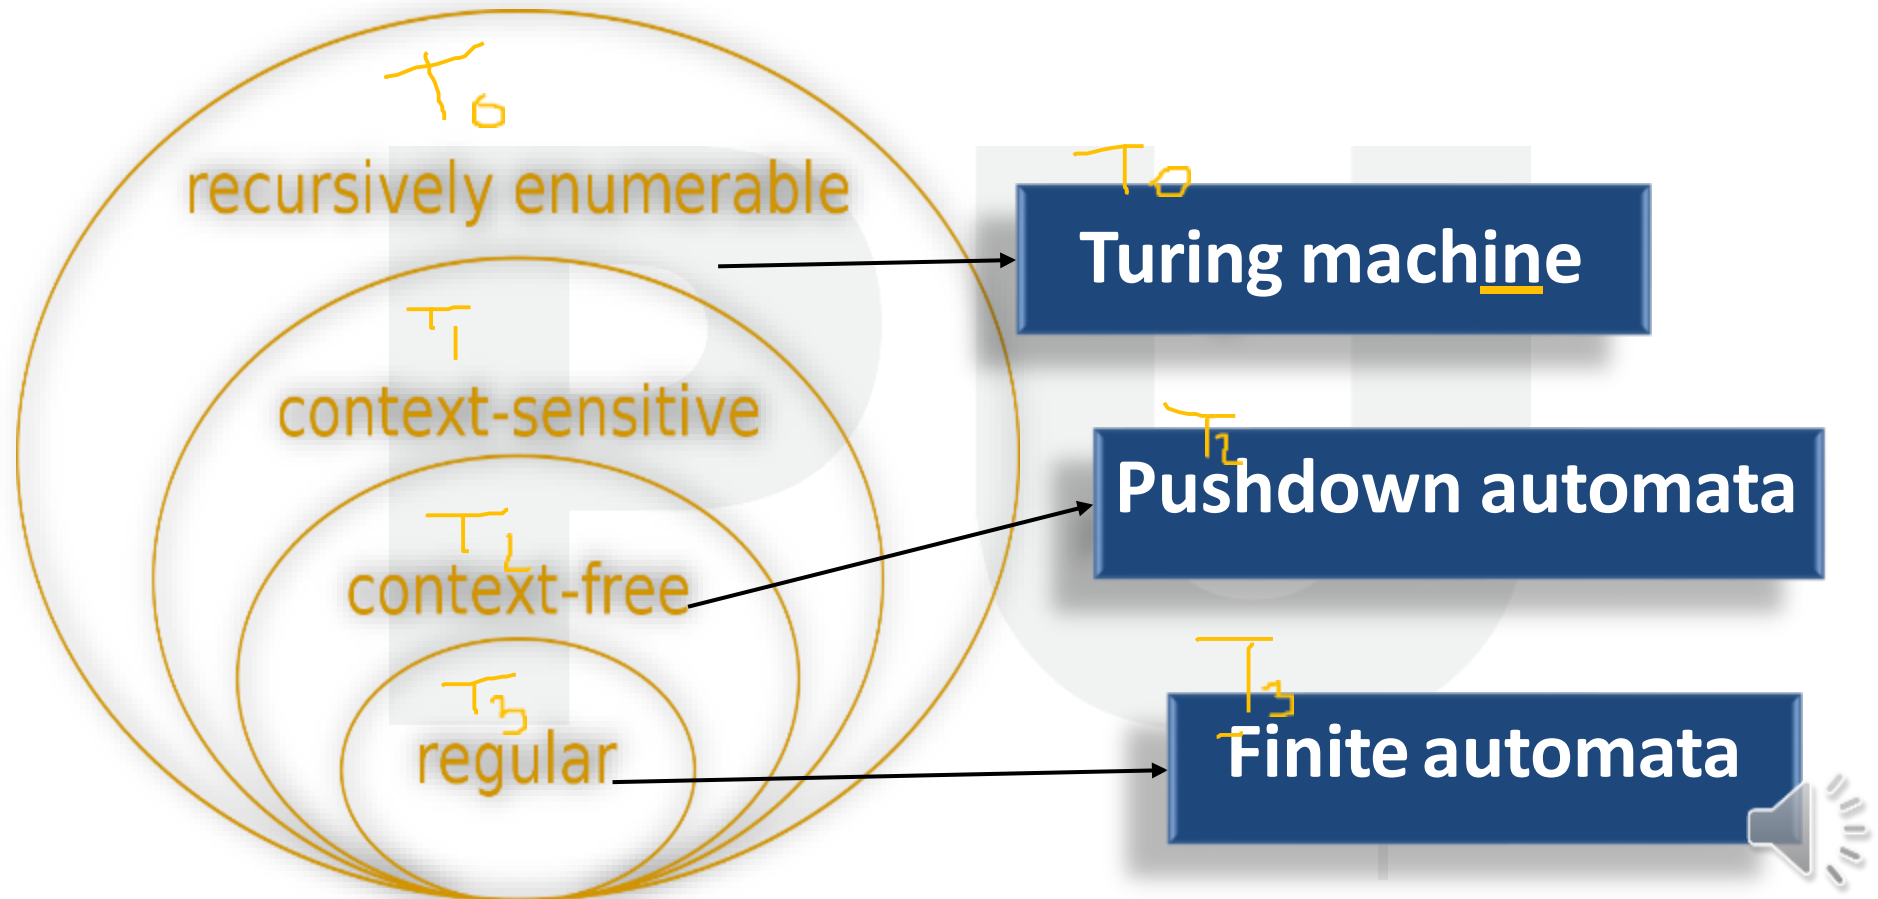 T0
recursively enumerable
T0
Turing machine
T1
context-sensitive
T2
Pushdown automata
T2
context-free
T3
regular
T3
Finite automata